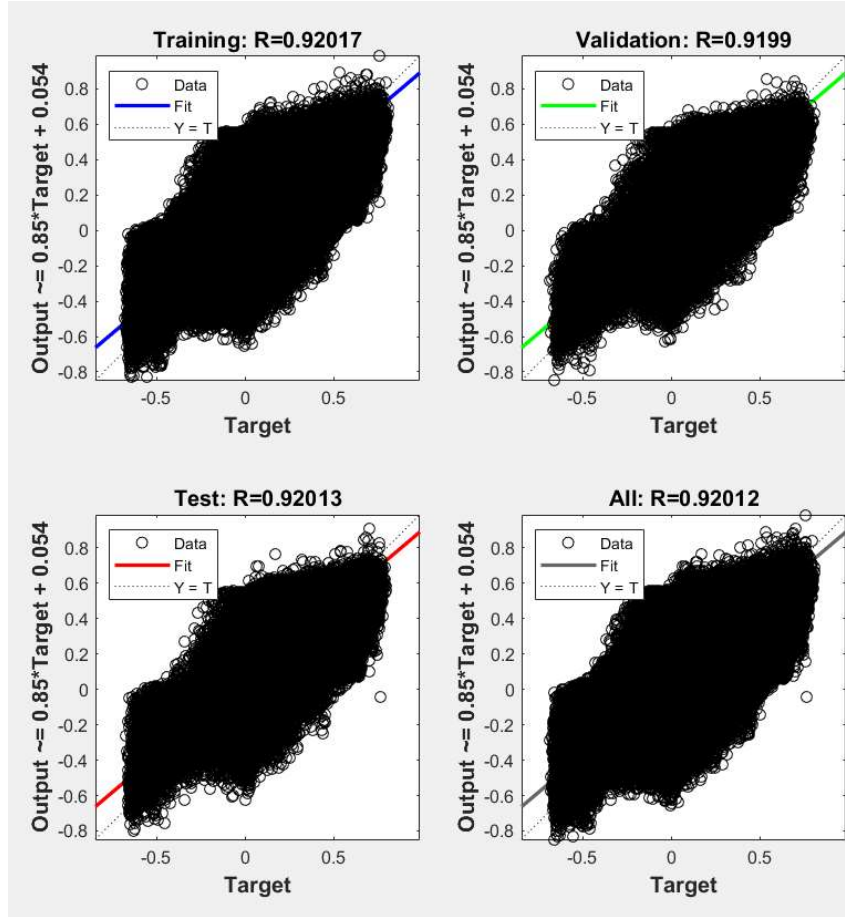 Training: R=0.92017
Output ~= 0.85*Target + 0.054
0.8
0.6
0.4
0.2
0
-0.2
-0.4
-0.6
-0.8
Data
Fit
Y = T
-0.5
0
0.5
Target
Validation: R=0.9199
Output ~= 0.85*Target + 0.054
0.8
0.6
0.4
0.2
0
-0.2
-0.4
-0.6
-0.8
Data
Fit
Y = T
-0.5
0
0.5
Target
Test: R=0.92013
Output ~= 0.85*Target + 0.054
0.8
0.6
0.4
0.2
0
-0.2
-0.4
-0.6
-0.8
Data
Fit
Y = T
-0.5
0
0.5
Target
All: R=0.92012
Output ~= 0.85*Target + 0.054
0.8
0.6
0.4
0.2
0
-0.2
-0.4
-0.6
-0.8
Data
Fit
Y = T
-0.5
0
0.5
Target